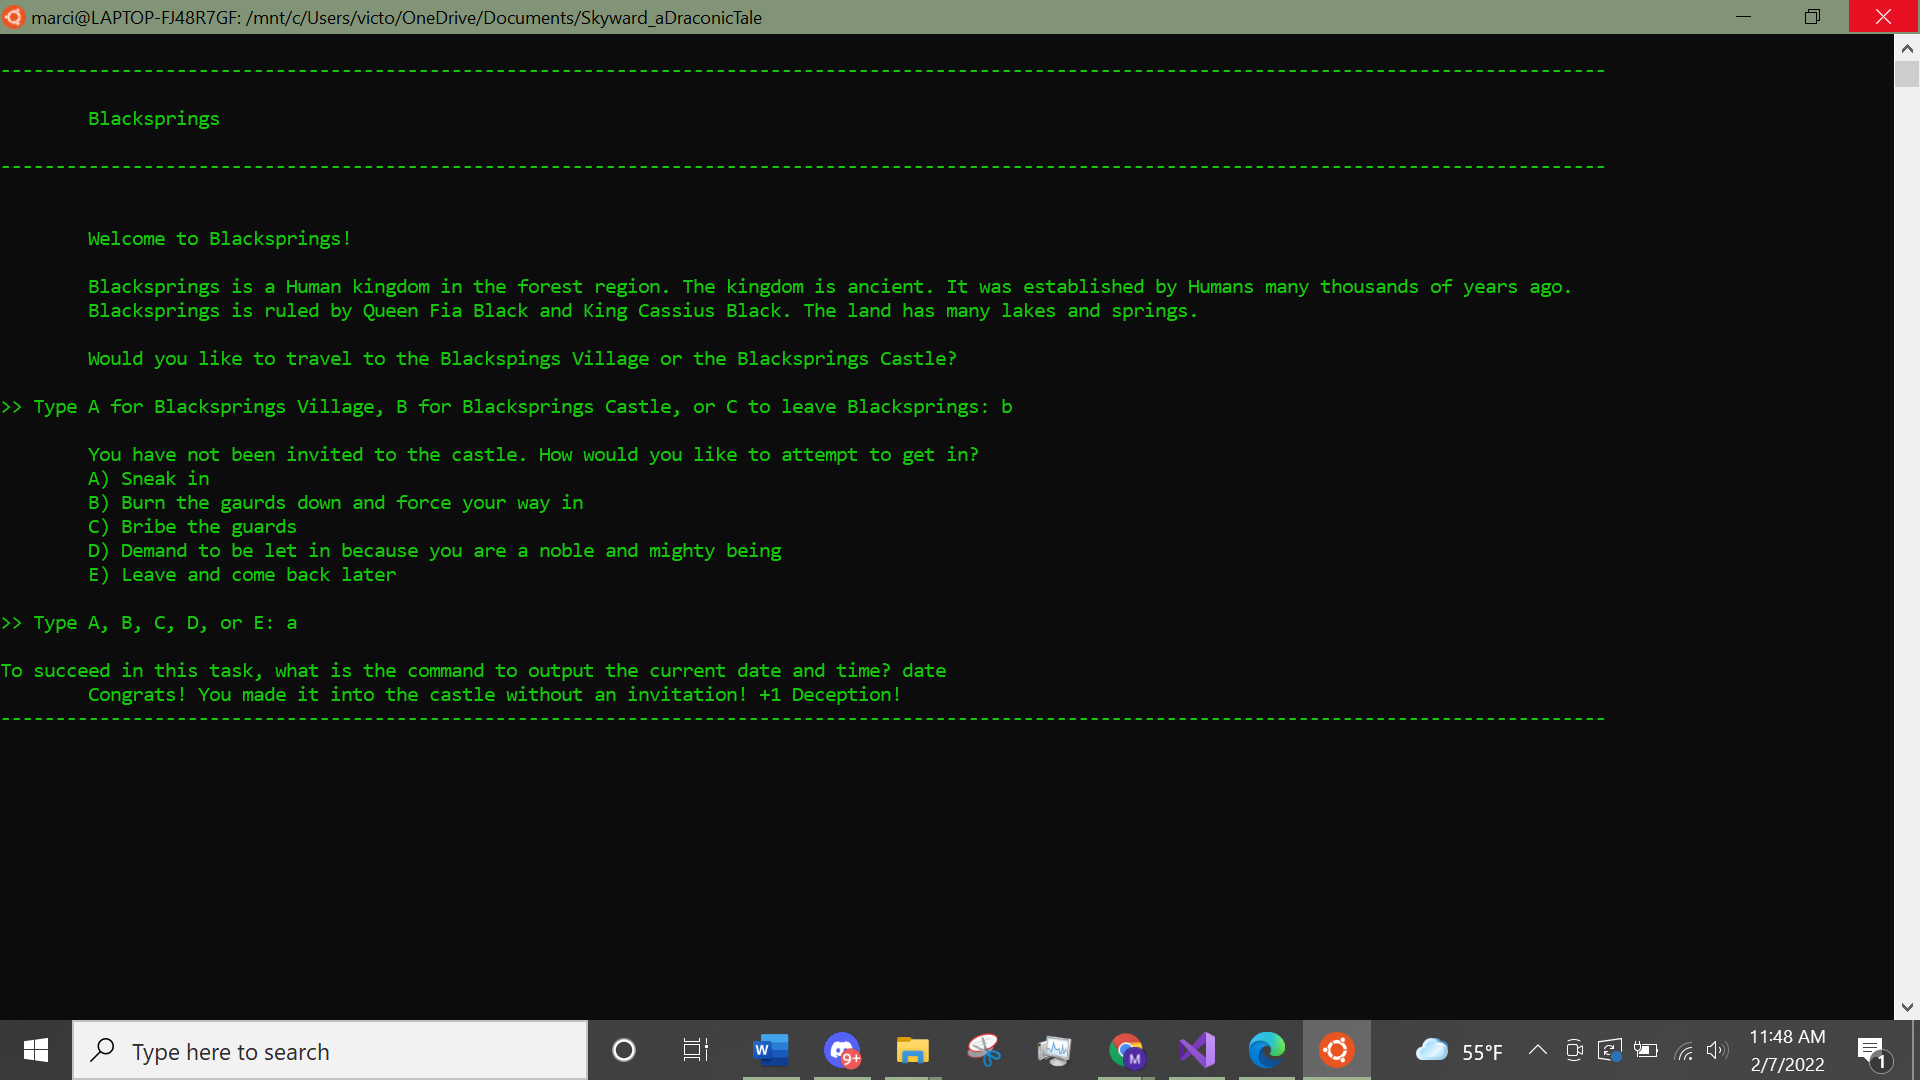 marci@LAPTOP-FJ48R7GF: /mnt/c/Users/victo/OneDrive/Documents/Skyward_aDraconicTale
Blacksprings
Welcome to Blacksprings!
Blacksprings is a Human kingdom in the forest region. The kingdom is ancient. It was established by Humans many thousands of years ago.
Blacksprings is ruled by Queen Fia Black and King Cassius Black. The land has many lakes and springs.
Would you like to travel to the Blackspings Village or the Blacksprings Castle?
>> Type A for Blacksprings Village, B for Blacksprings Castle, or C to leave Blacksprings: b
You have not been invited to the castle. How would you like to attempt to get in?
A) Sneak in
B) Burn the gaurds down and force your way in
C) Bribe the guards
D) Demand to be let in because you are a noble and mighty being
E) Leave and come back later
>> Type A, B, C, D, or E: a
To succeed in this task, what is the command to output the current date and time? date
Congrats! You made it into the castle without an invitation! +1 Deception!
Type here to search
W
9+
M
55°F
11:48 AM
2/7/2022
1